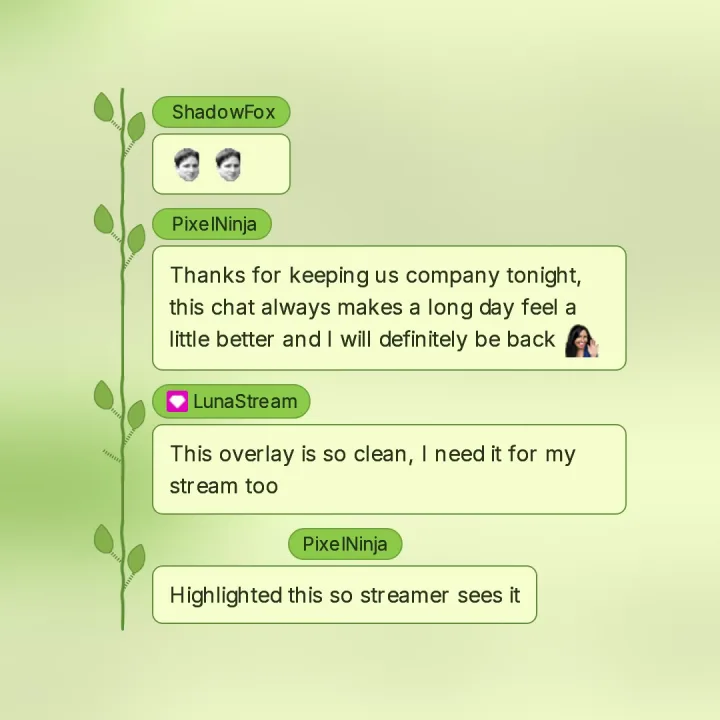 ShadowFox
PixelNinja
Thanks for keeping us company tonight,
this chat always makes a long day feel a
little better and I will definitely be back
LunaStream
This overlay is so clean, I need it for my
stream too
PixelNinja
Highlighted this so streamer sees it